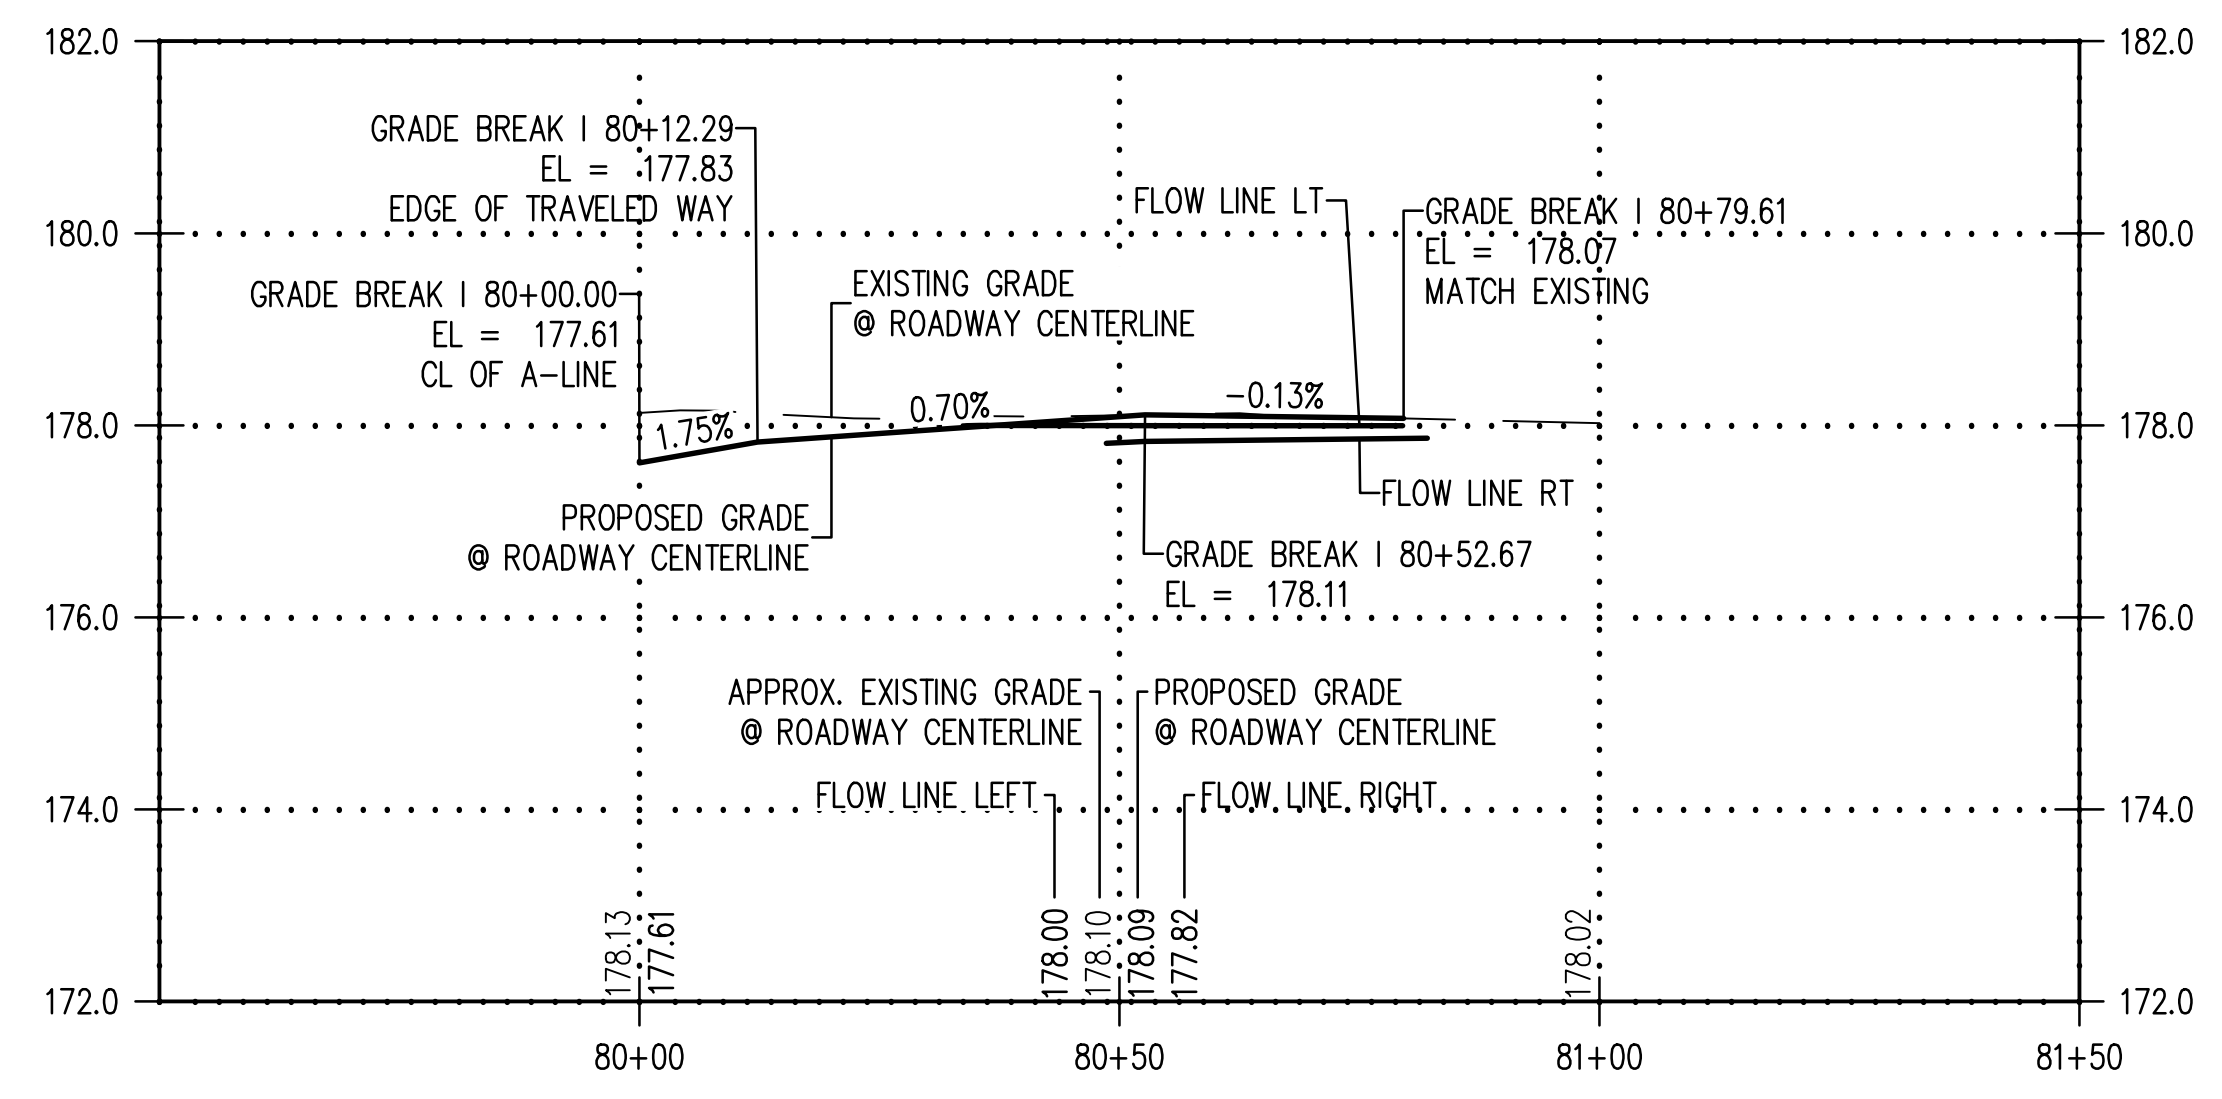 182.0
182.0
GRADE BREAK I 80+12.29
EL = 177.83
EDGE OF TRAVELED WAY
FLOW LINE LT
GRADE BREAK I 80+79.61
EL = 178.07
MATCH EXISTING
180.0
180.0
GRADE BREAK I 80+00.00
EL = 177.61
CL OF A-LINE
EXISTING GRADE
@ ROADWAY CENTERLINE
1.75%
0.70%
-0.13%
178.0
178.0
PROPOSED GRADE
@ ROADWAY CENTERLINE
FLOW LINE RT
GRADE BREAK I 80+52.67
EL = 178.11
176.0
176.0
APPROX. EXISTING GRADE
@ ROADWAY CENTERLINE
PROPOSED GRADE
@ ROADWAY CENTERLINE
FLOW LINE LEFT
FLOW LINE RIGHT
174.0
174.0
178.13
177.61
178.00
178.10
178.09
177.82
178.02
172.0
172.0
80+00
80+50
81+00
81+50